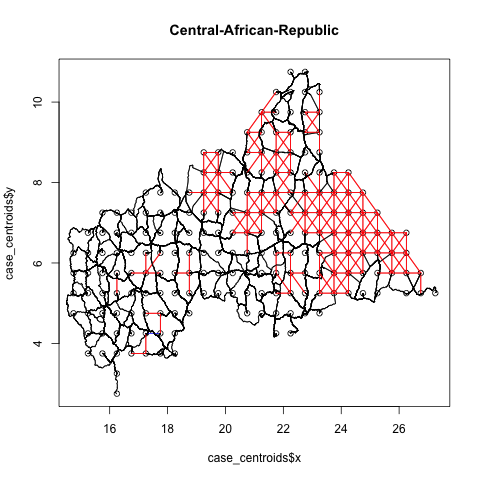 Central-African-Republic
case_centroids$y
10
8
6
4
16 18 20 22 24 26
case_centroids$x